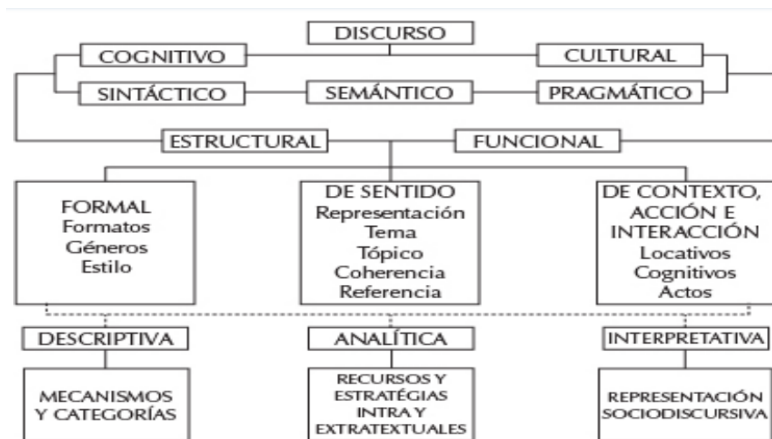 DISCURSO
COGNITIVO
CULTURAL
SINTÁCTICO
SEMÁNTICO
PRAGMÁTICO
ESTRUCTURAL
FUNCIONAL
FORMAL
Formatos
Géneros
Estilo
DE SENTIDO
Representación
Tema
Tópico
Coherencia
Referencia
DE CONTEXTO,
ACCIÓN E
INTERACCIÓN
Locativos
Cognitivos
Actos
DESCRIPTIVA
ANALÍTICA
INTERPRETATIVA
MECANISMOS
Y CATEGORÍAS
RECURSOS Y
ESTRATÉGIAS
INTRA Y
EXTRATEXTUALES
REPRESENTACIÓN
SOCIODISCURSIVA